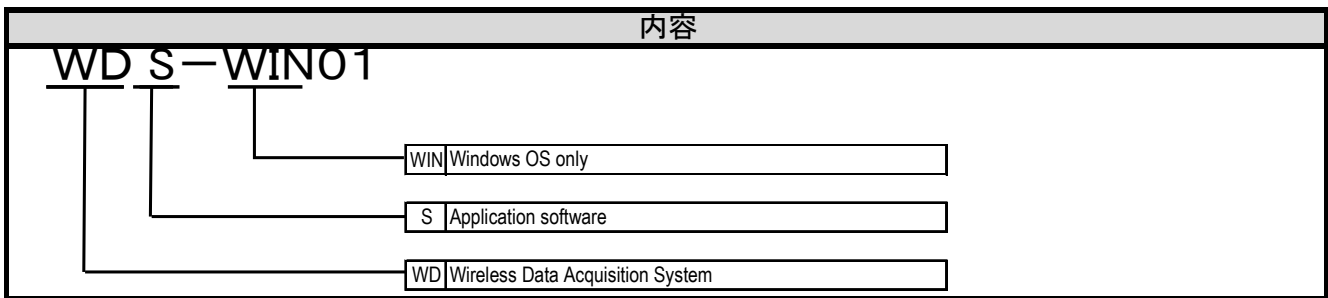 内容
WD S－WIN01
WIN Windows OS only
S Application software
WD Wireless Data Acquisition System